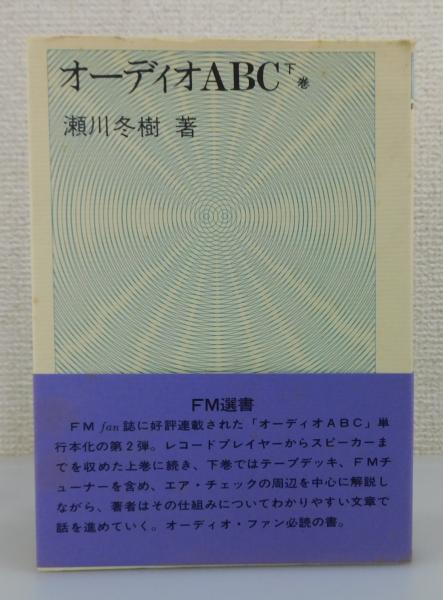 オーディオABC下巻
瀬川冬樹 著
FM選書
FM fan 誌に好評連載された「オーディオABC」単
行本化の第2弾。レコードプレイヤーからスピーカーま
でを収めた上巻に続き、下巻ではテープデッキ、FMチ
ューナーを含め、エア・チェックの周辺を中心に解説し
ながら、著者はその仕組みについてわかりやすい文章で
話を進めていく。オーディオ・ファン必読の書。